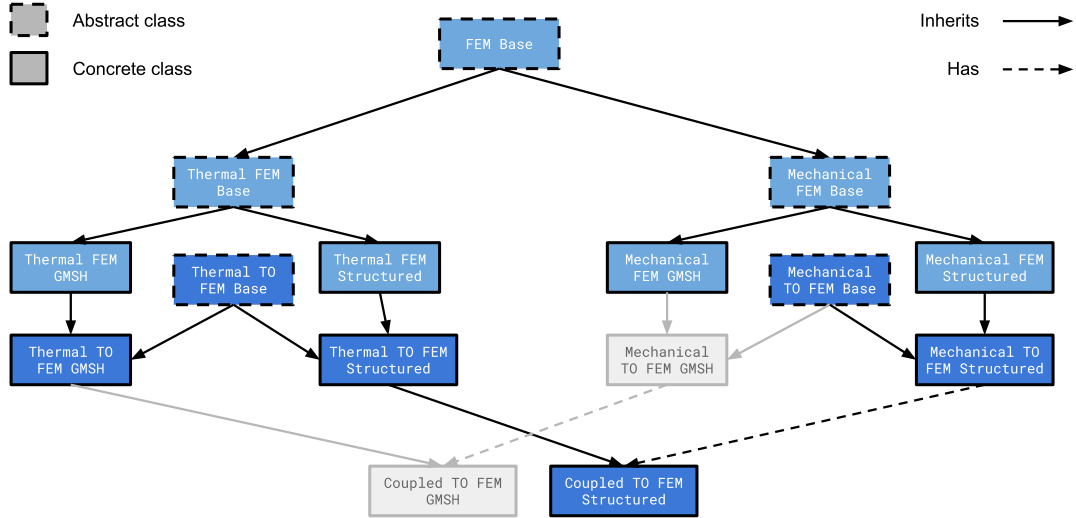 Abstract class
Concrete class
Inherits
Has
FEM Base
Thermal FEM
Base
Mechanical
FEM Base
Thermal FEM
GMSH
Thermal TO
FEM Base
Thermal FEM
Structured
Mechanical
FEM GMSH
Mechanical
TO FEM Base
Mechanical FEM
Structured
Thermal TO
FEM GMSH
Thermal TO FEM
Structured
Mechanical
TO FEM GMSH
Mechanical TO
FEM Structured
Coupled TO FEM
GMSH
Coupled TO FEM
Structured